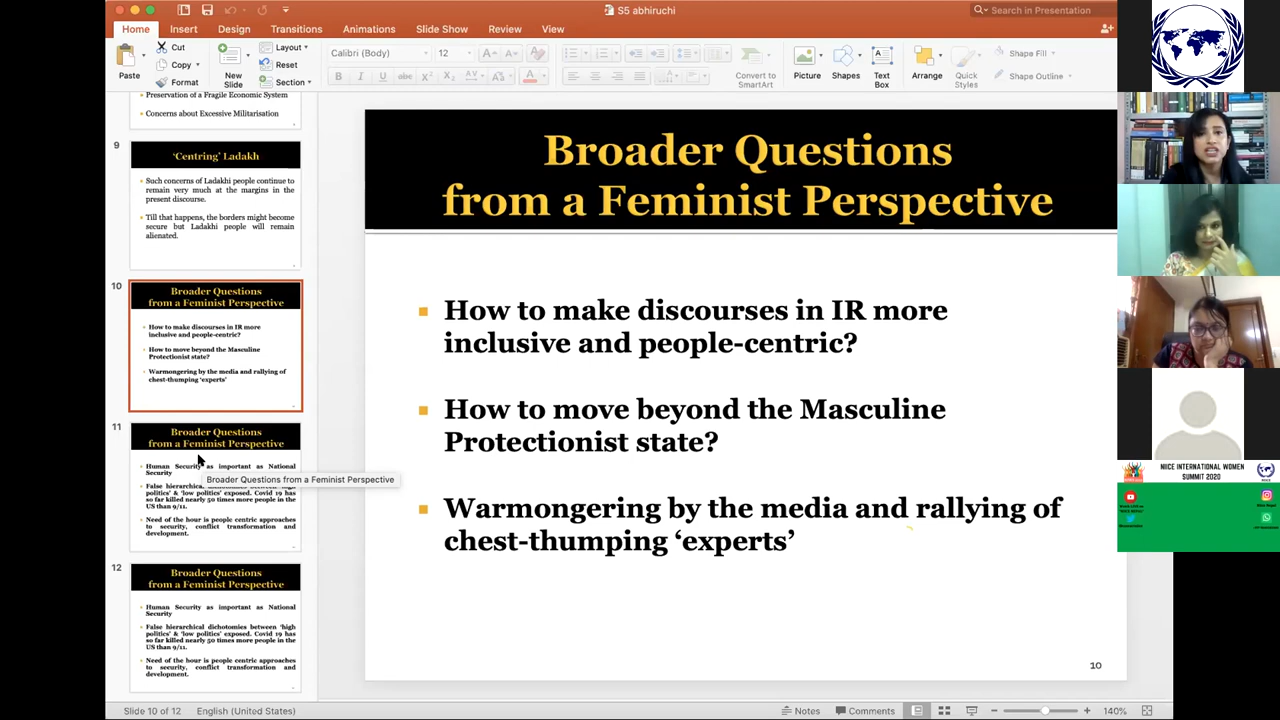 S5 abhiruchi
Search in Presentation
Home Insert Design Transitions Animations Slide Show Review View
Paste
Cut
Copy
Format
New Slide
Layout
Reset
Section
Calibri (Body) 12
Convert to SmartArt
Picture
Shapes
Text Box
Arrange
Quick Styles
Shape Fill
Shape Outline
Preservation of a Fragile Economic System
Concerns about Excessive Militarisation
9
‘Centring’ Ladakh
Such concerns of Ladakhi people continue to
remain very much at the margins in the
present discourse.
Till that happens, the borders might become
secure but Ladakhi people will remain
alienated.
10
Broader Questions
from a Feminist Perspective
How to make discourses in IR more
inclusive and people-centric?
How to move beyond the Masculine
Protectionist state?
Warmongering by the media and rallying of
chest-thumping ‘experts’
11
Broader Questions
from a Feminist Perspective
Human Security as important as National
Security
Broader Questions from a Feminist Perspective
politics’ & ‘low politics’ exposed. Covid 19 has
so far killed nearly 50 times more people in the
US than 9/11.
Need of the hour is people centric approaches
to security, conflict transformation and
development.
12
Broader Questions
from a Feminist Perspective
Human Security as important as National
Security
False hierarchical dichotomies between ‘high
politics’ & ‘low politics’ exposed. Covid 19 has
so far killed nearly 50 times more people in the
US than 9/11.
Need of the hour is people centric approaches
to security, conflict transformation and
development.
Broader Questions
from a Feminist Perspective
How to make discourses in IR more
inclusive and people-centric?
How to move beyond the Masculine
Protectionist state?
Warmongering by the media and rallying of
chest-thumping ‘experts’
10
NIICE INTERNATIONAL WOMEN
SUMMIT 2020
Slide 10 of 12 English (United States)
Notes Comments 140%